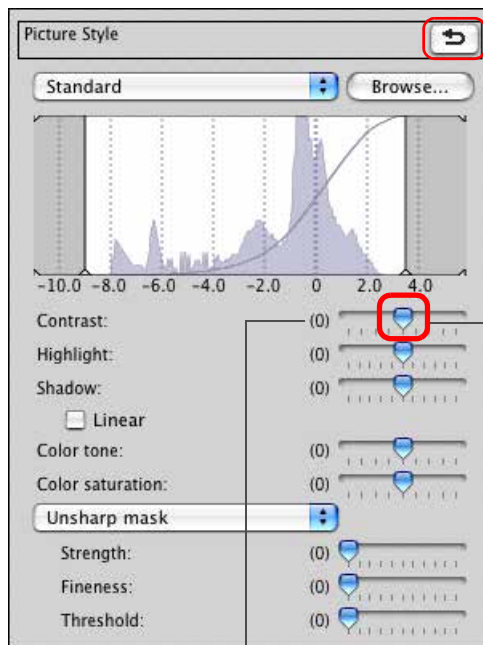 Picture Style
Standard Browse...
-10.0 -8.0 -6.0 -4.0 -2.0 0 2.0 4.0
Contrast: (0)
Highlight: (0)
Shadow: (0)
Linear
Color tone: (0)
Color saturation: (0)
Unsharp mask
Strength: (0)
Fineness: (0)
Threshold: (0)